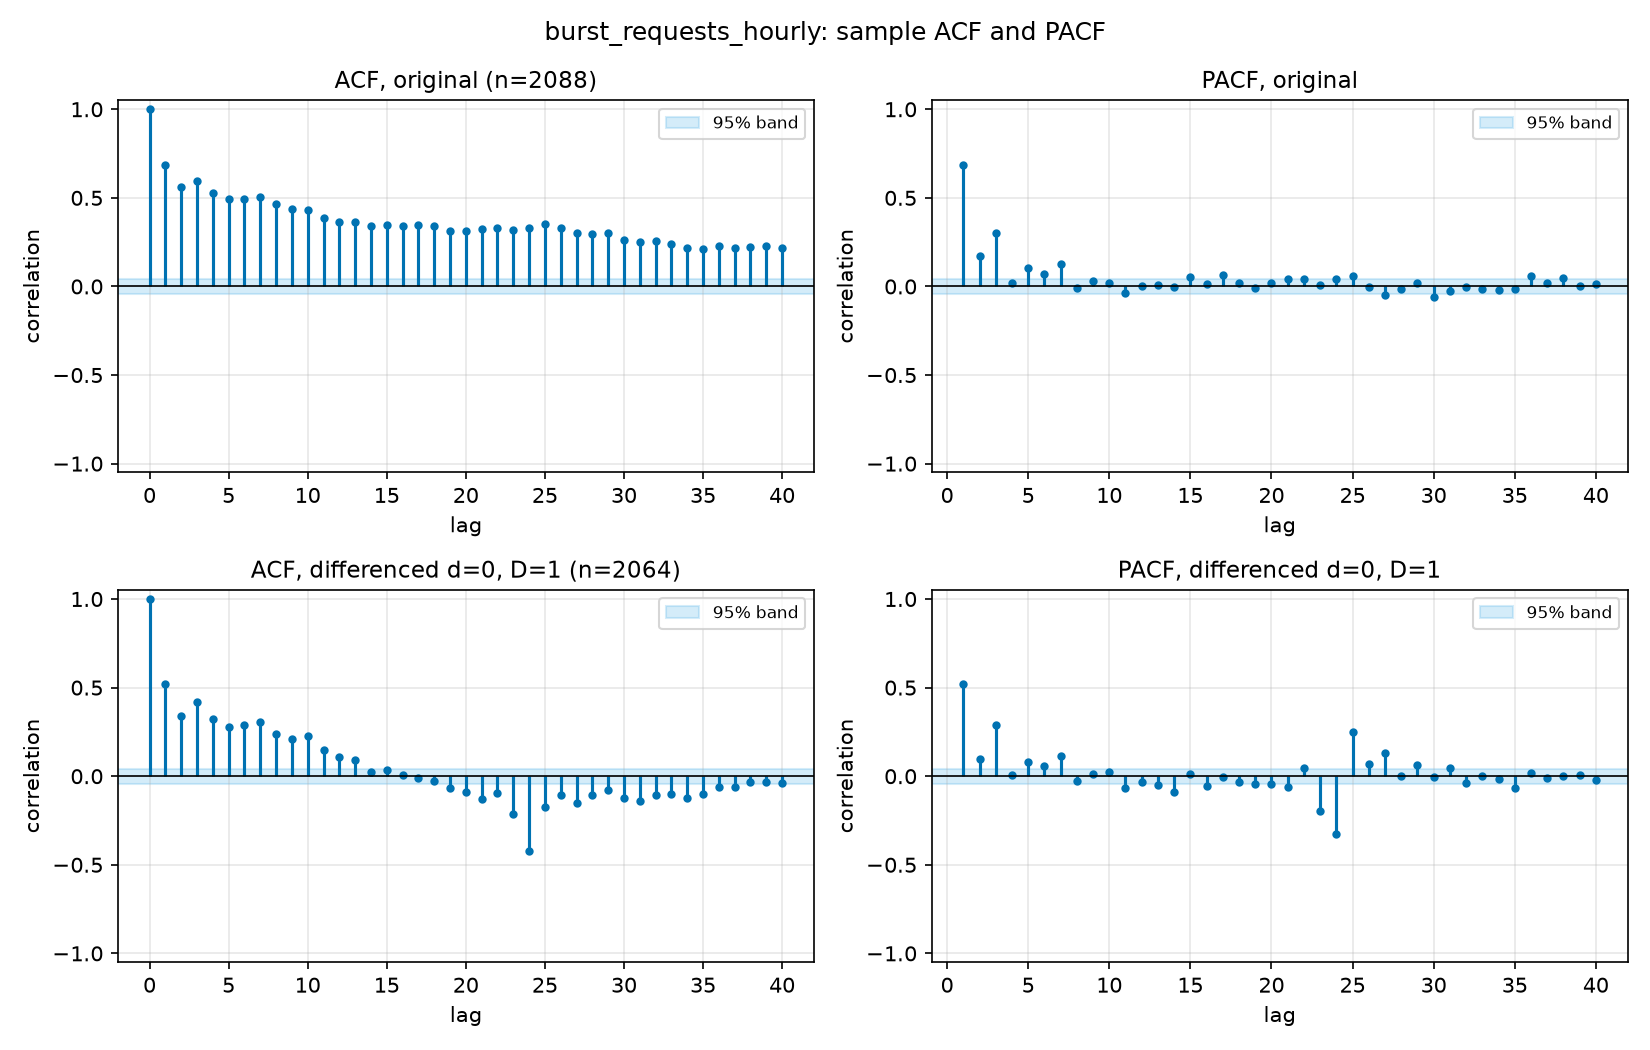 burst_requests_hourly: sample ACF and PACF
ACF, original (n=2088)
1.0
0.5
0.0
−0.5
−1.0
correlation
95% band
0 5 10 15 20 25 30 35 40
lag
PACF, original
1.0
0.5
0.0
−0.5
−1.0
correlation
95% band
0 5 10 15 20 25 30 35 40
lag
ACF, differenced d=0, D=1 (n=2064)
1.0
0.5
0.0
−0.5
−1.0
correlation
95% band
0 5 10 15 20 25 30 35 40
lag
PACF, differenced d=0, D=1
1.0
0.5
0.0
−0.5
−1.0
correlation
95% band
0 5 10 15 20 25 30 35 40
lag